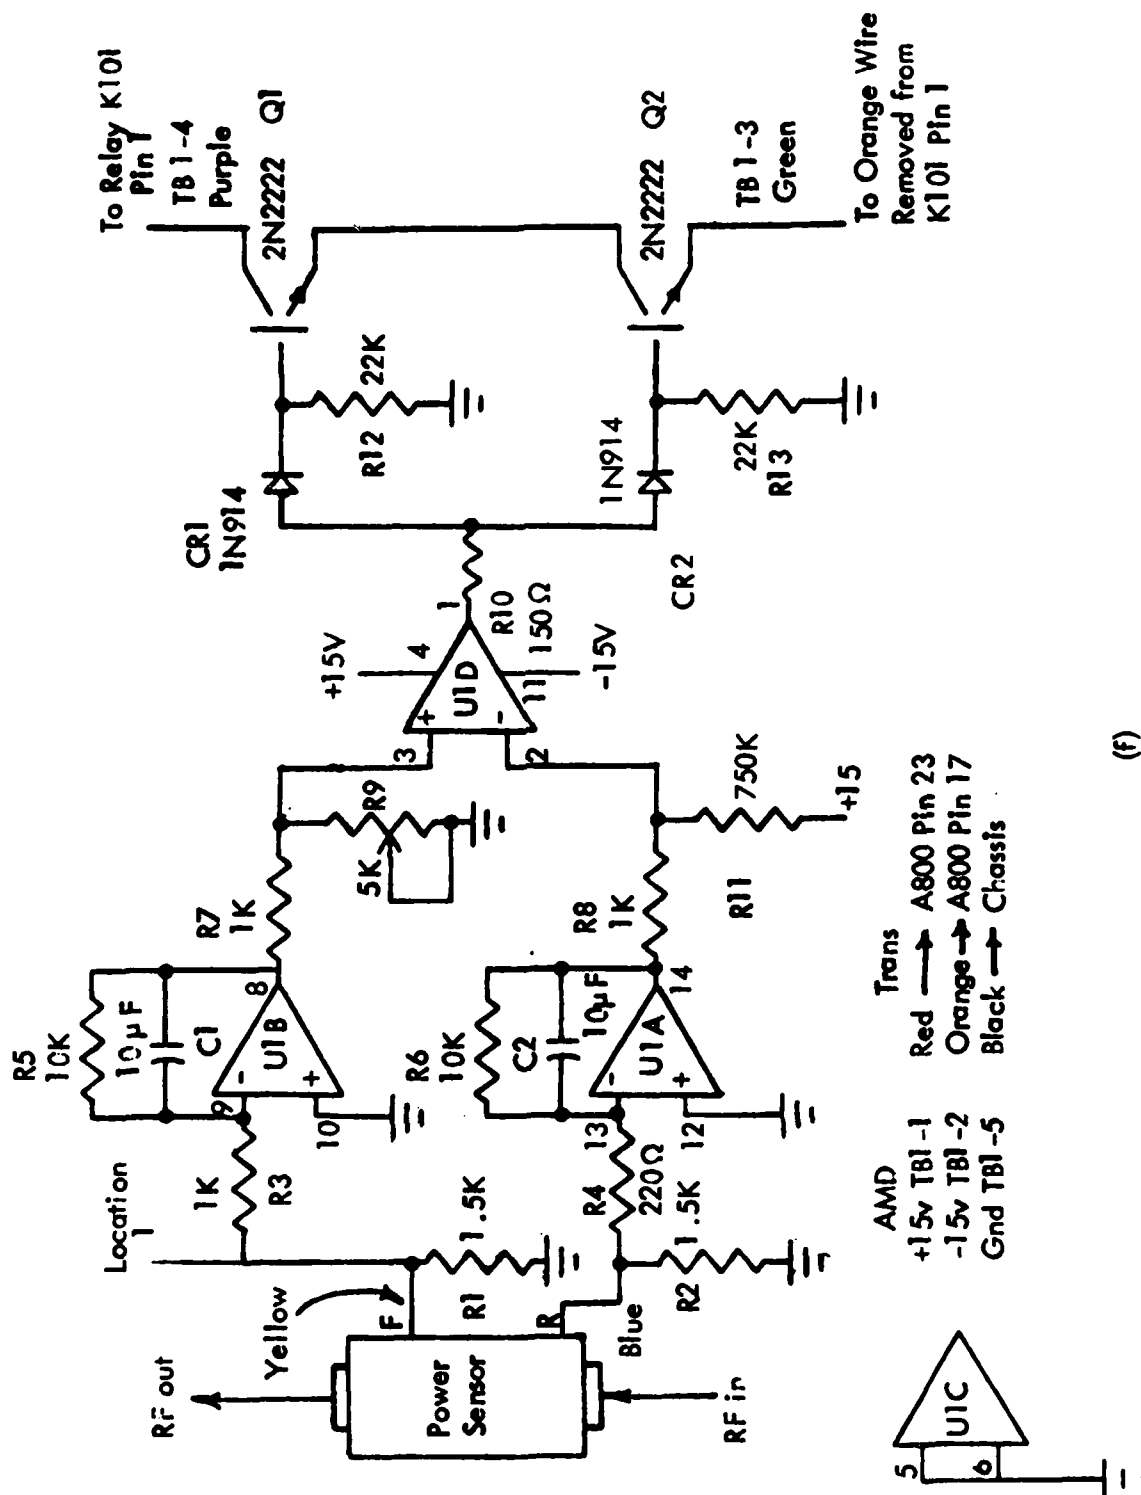 To Relay K101
Pin 1
TB 1-4
Purple
2N2222 Q1
2N2222 Q2
TB 1-3
Green
To Orange Wire
Removed from
K101 Pin 1
CR1
1N914
R12
22K
1N914
22K
R13
CR2
+15V
4
1
R10
150Ω
U1D
+
-
3
2
11
-15V
R7
1K
R9
5K
R8
1K
R11
750K
+15
R5
10K
10µF
C1
8
U1B
-
+
9
10
R6
10K
C2
10µF
14
U1A
-
+
13
12
Location
1
1K
R3
R4
220Ω
1.5K
R1
1.5K
R2
Yellow
F
R
Blue
RF out
Power
Sensor
RF in
U1C
5
6
AMD
+15v TB1-1
-15v TB1-2
Gnd TB1-5
Trans
Red → A800 Pin 23
Orange → A800 Pin 17
Black → Chassis
(f)